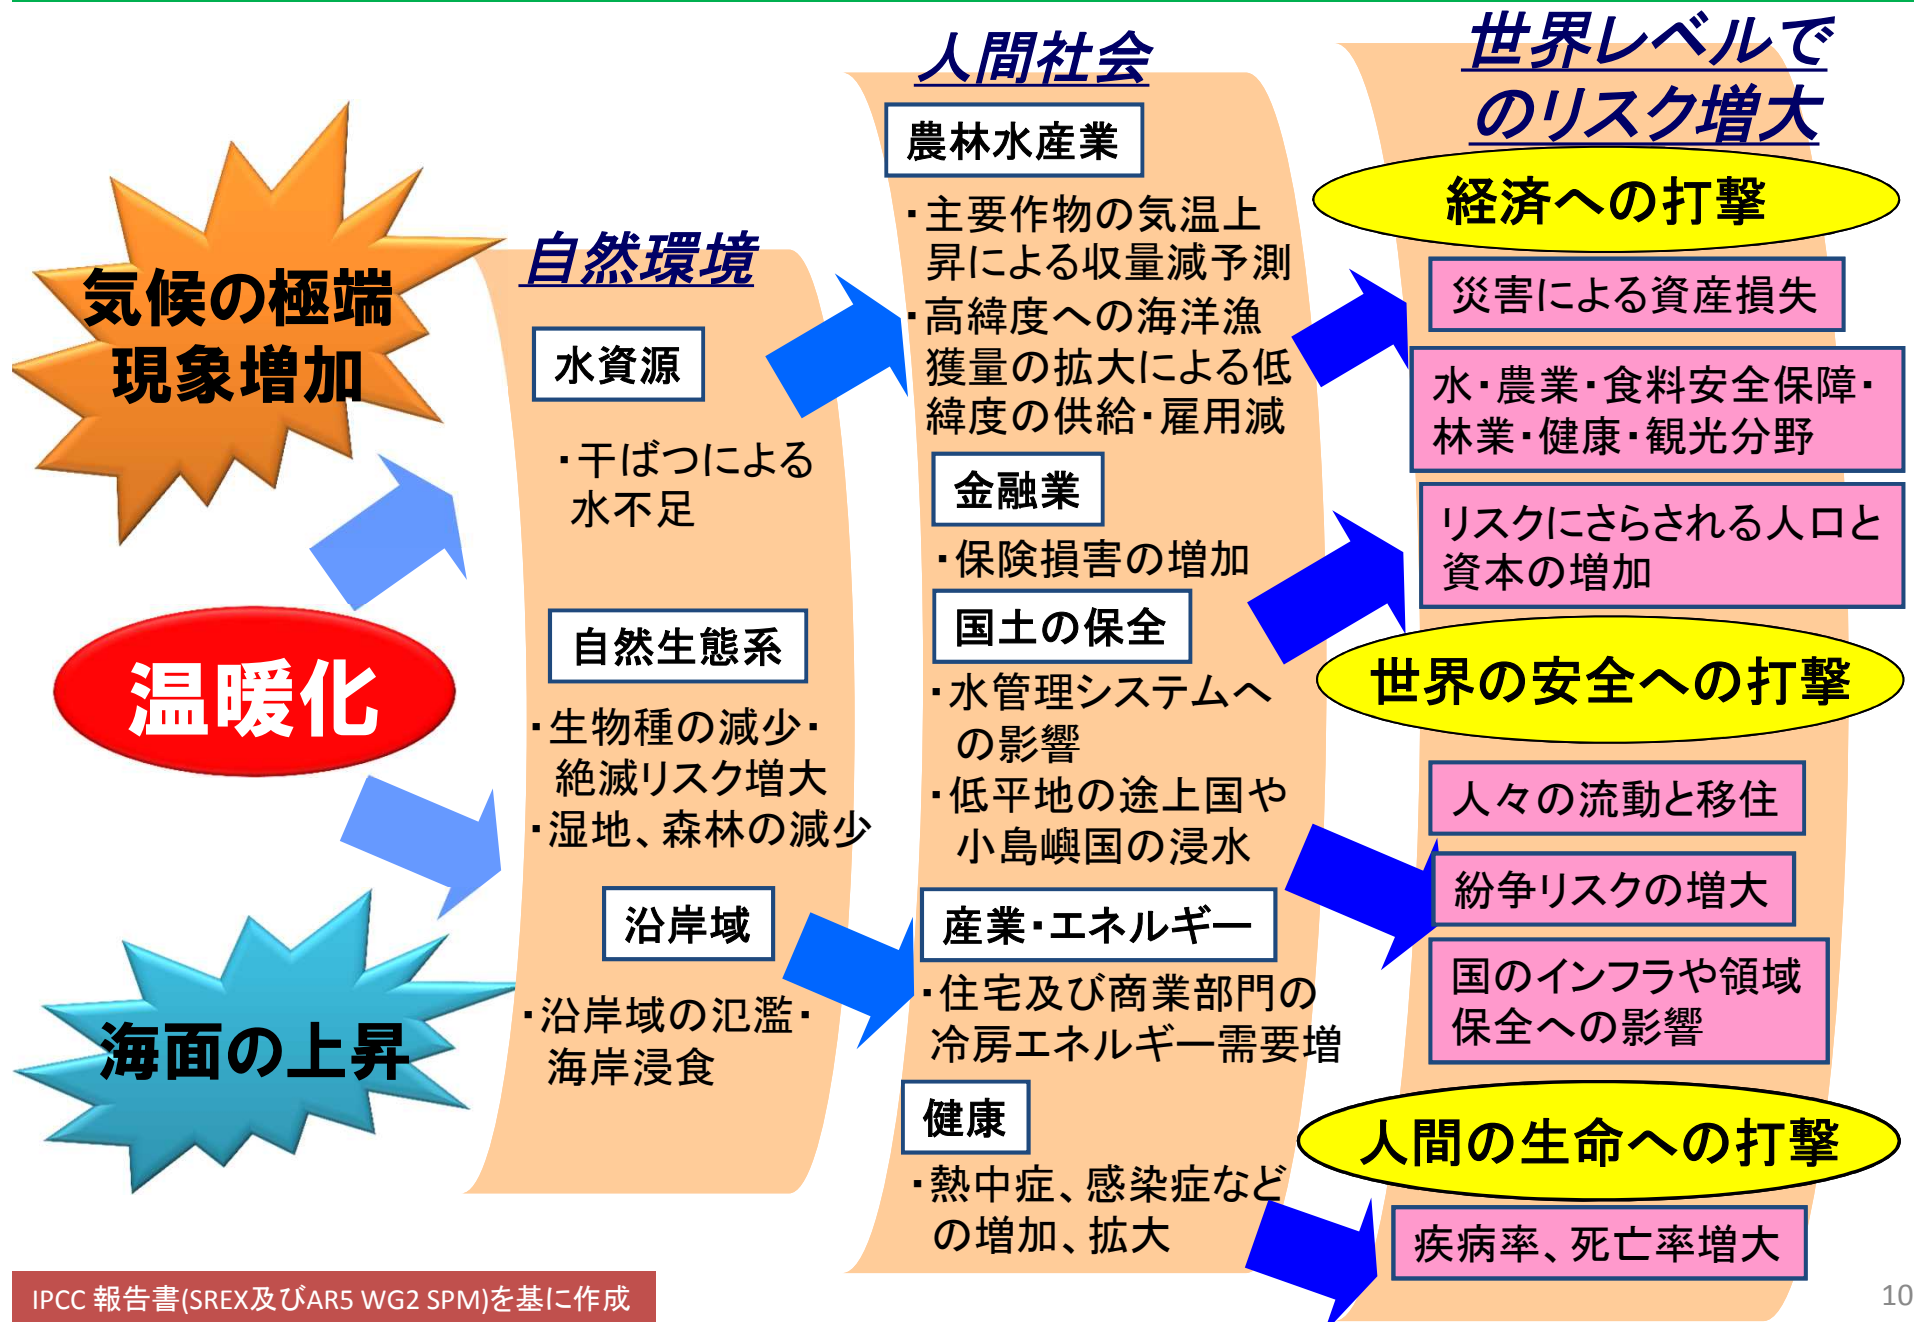 気候の極端
現象増加
温暖化
海面の上昇
自然環境
水資源
・干ばつによる
水不足
自然生態系
・生物種の減少・
絶滅リスク増大
・湿地、森林の減少
沿岸域
・沿岸域の氾濫・
海岸浸食
人間社会
農林水産業
・主要作物の気温上
昇による収量減予測
・高緯度への海洋漁
獲量の拡大による低
緯度の供給・雇用減
金融業
・保険損害の増加
国土の保全
・水管理システムへ
の影響
・低平地の途上国や
小島嶼国の浸水
産業・エネルギー
・住宅及び商業部門の
冷房エネルギー需要増
健康
・熱中症、感染症など
の増加、拡大
世界レベルで
のリスク増大
経済への打撃
災害による資産損失
水・農業・食料安全保障・
林業・健康・観光分野
リスクにさらされる人口と
資本の増加
世界の安全への打撃
人々の流動と移住
紛争リスクの増大
国のインフラや領域
保全への影響
人間の生命への打撃
疾病率、死亡率増大
IPCC 報告書(SREX及びAR5 WG2 SPM)を基に作成
10